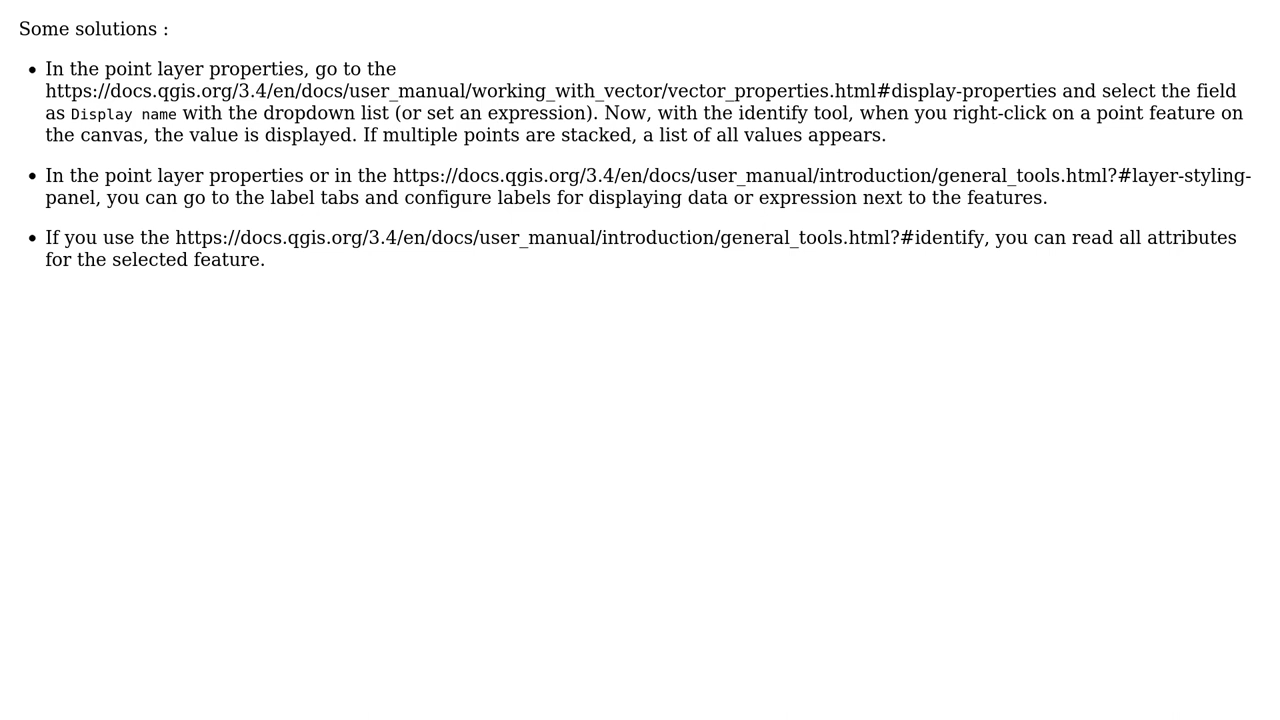 Some solutions :
• In the point layer properties, go to the
https://docs.qgis.org/3.4/en/docs/user_manual/working_with_vector/vector_properties.html#display-properties and select the field
as Display name with the dropdown list (or set an expression). Now, with the identify tool, when you right-click on a point feature on
the canvas, the value is displayed. If multiple points are stacked, a list of all values appears.
• In the point layer properties or in the https://docs.qgis.org/3.4/en/docs/user_manual/introduction/general_tools.html?#layer-styling-
panel, you can go to the label tabs and configure labels for displaying data or expression next to the features.
• If you use the https://docs.qgis.org/3.4/en/docs/user_manual/introduction/general_tools.html?#identify, you can read all attributes
for the selected feature.